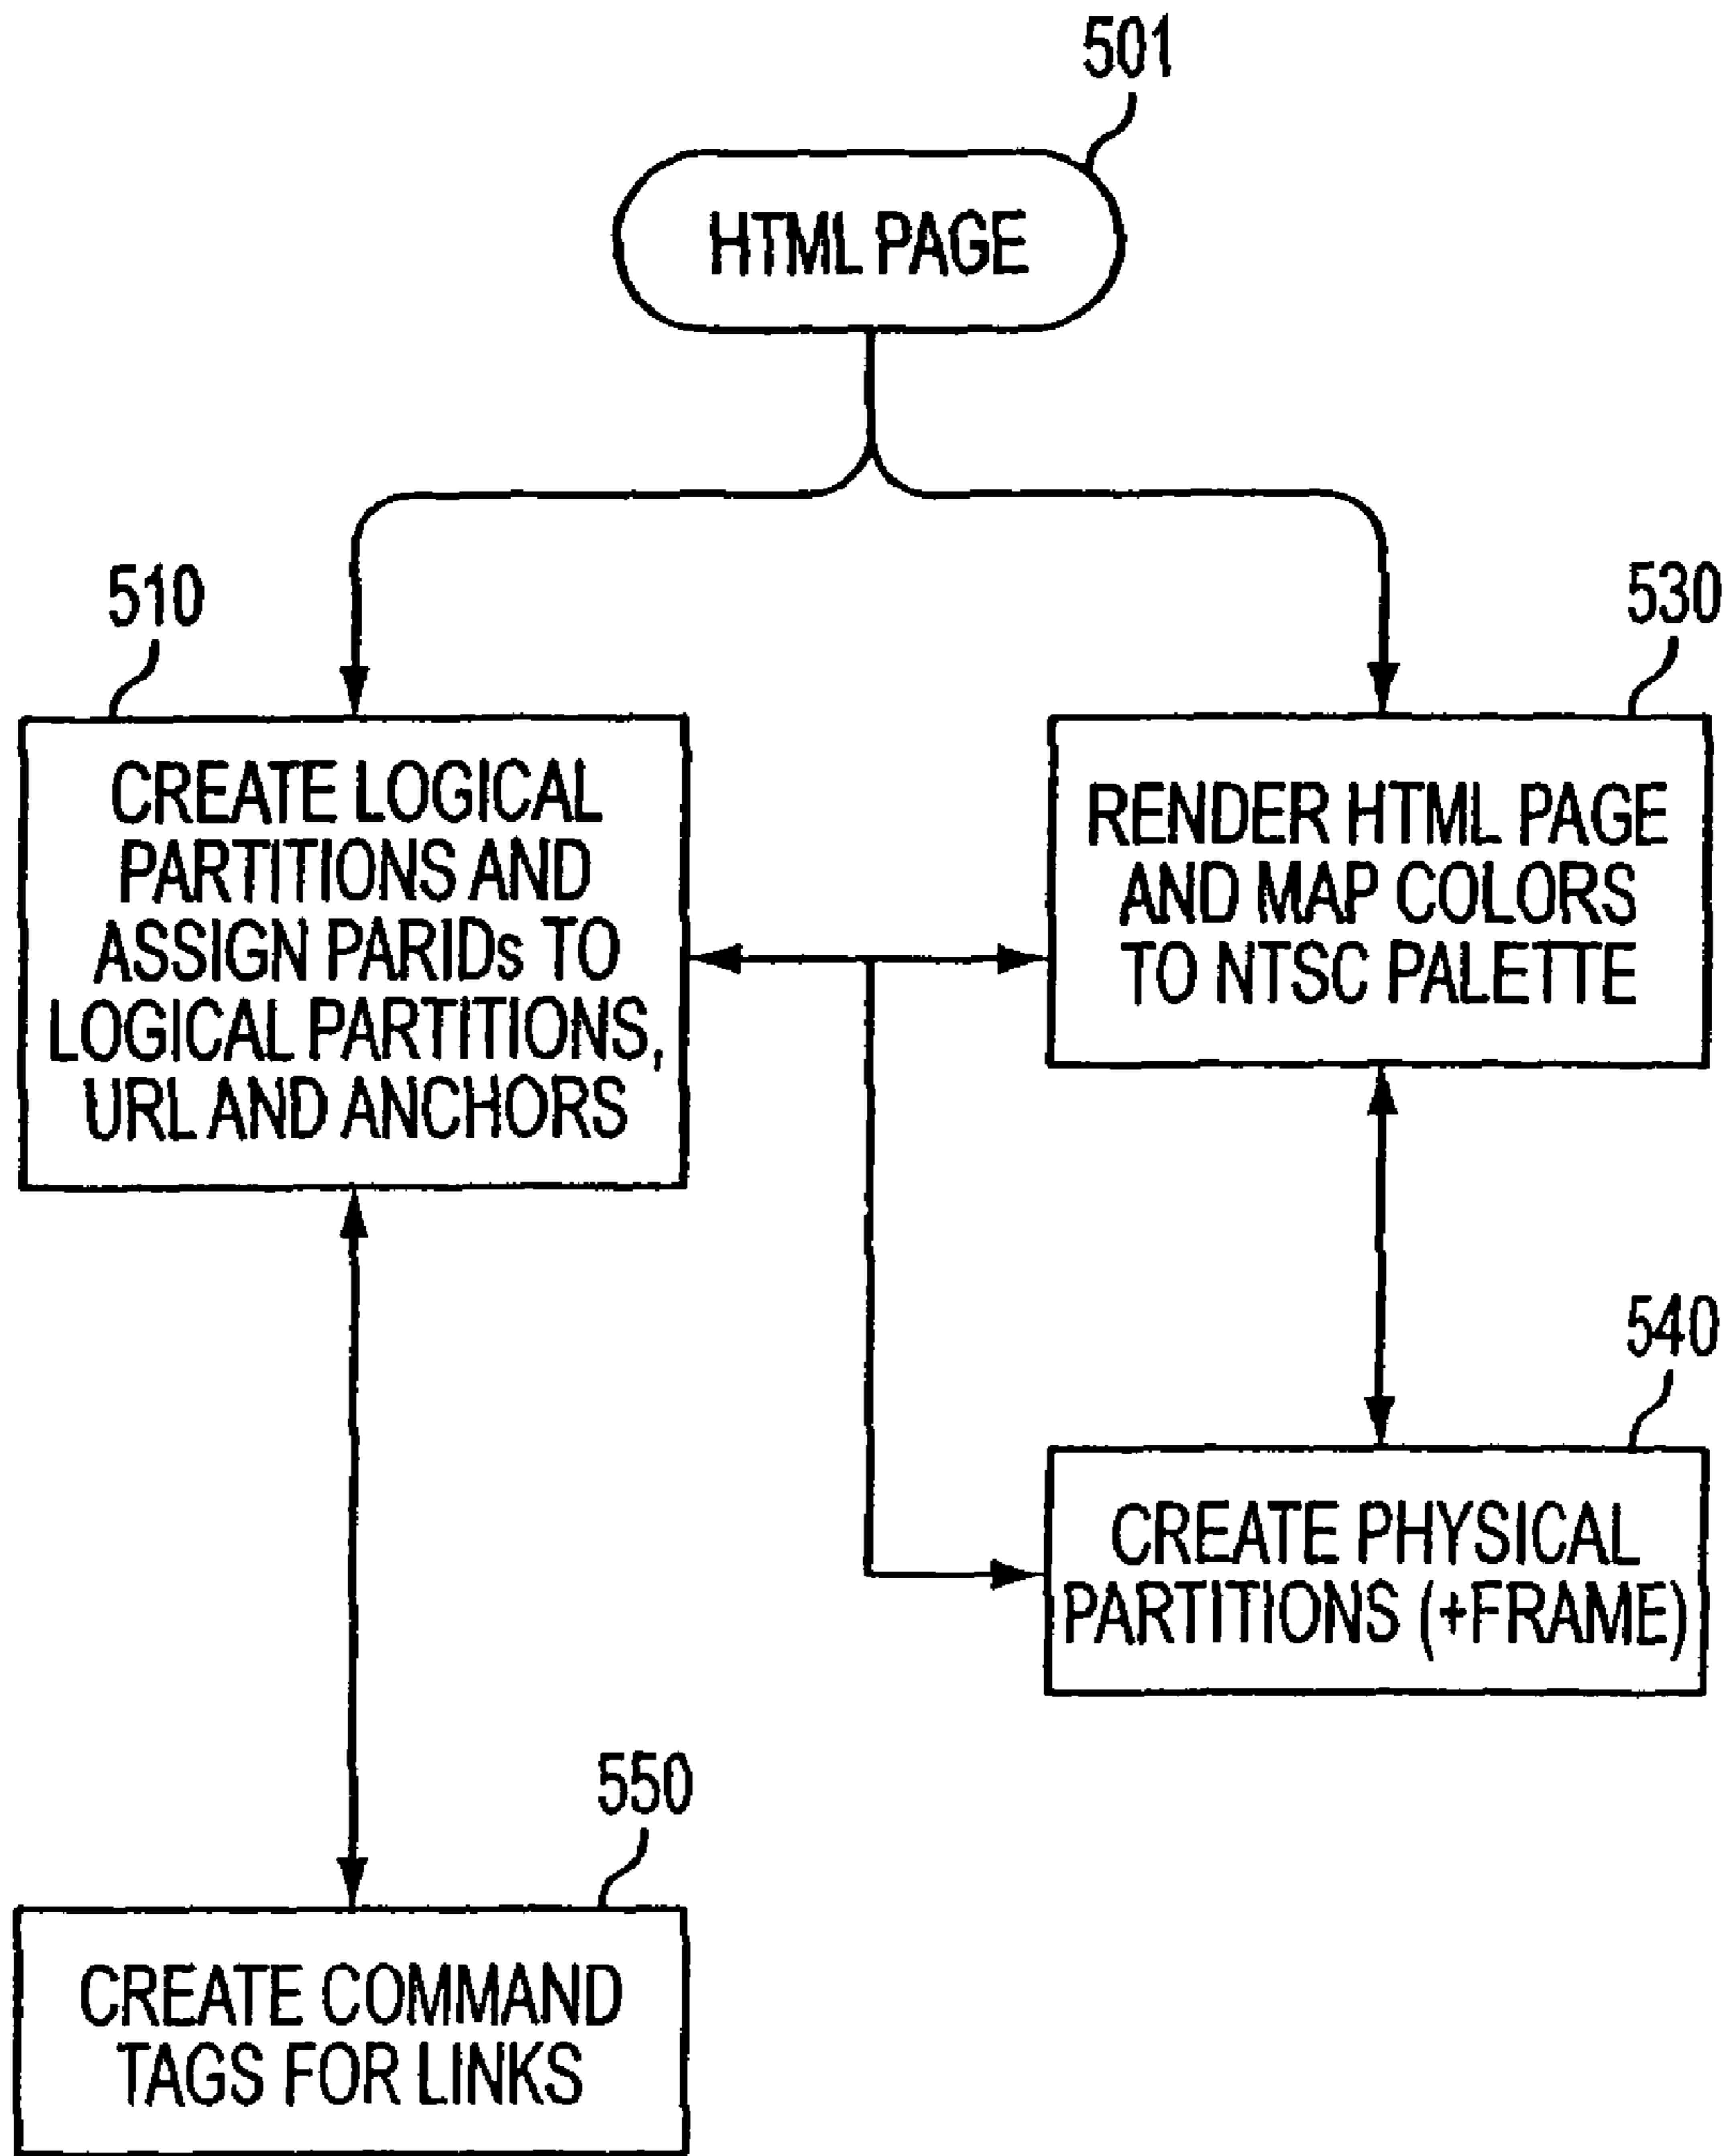 501
HTML PAGE
510
CREATE LOGICAL
PARTITIONS AND
ASSIGN PARIDs TO
LOGICAL PARTITIONS,
URL AND ANCHORS
530
RENDER HTML PAGE
AND MAP COLORS
TO NTSC PALETTE
540
CREATE PHYSICAL
PARTITIONS (+FRAME)
550
CREATE COMMAND
TAGS FOR LINKS